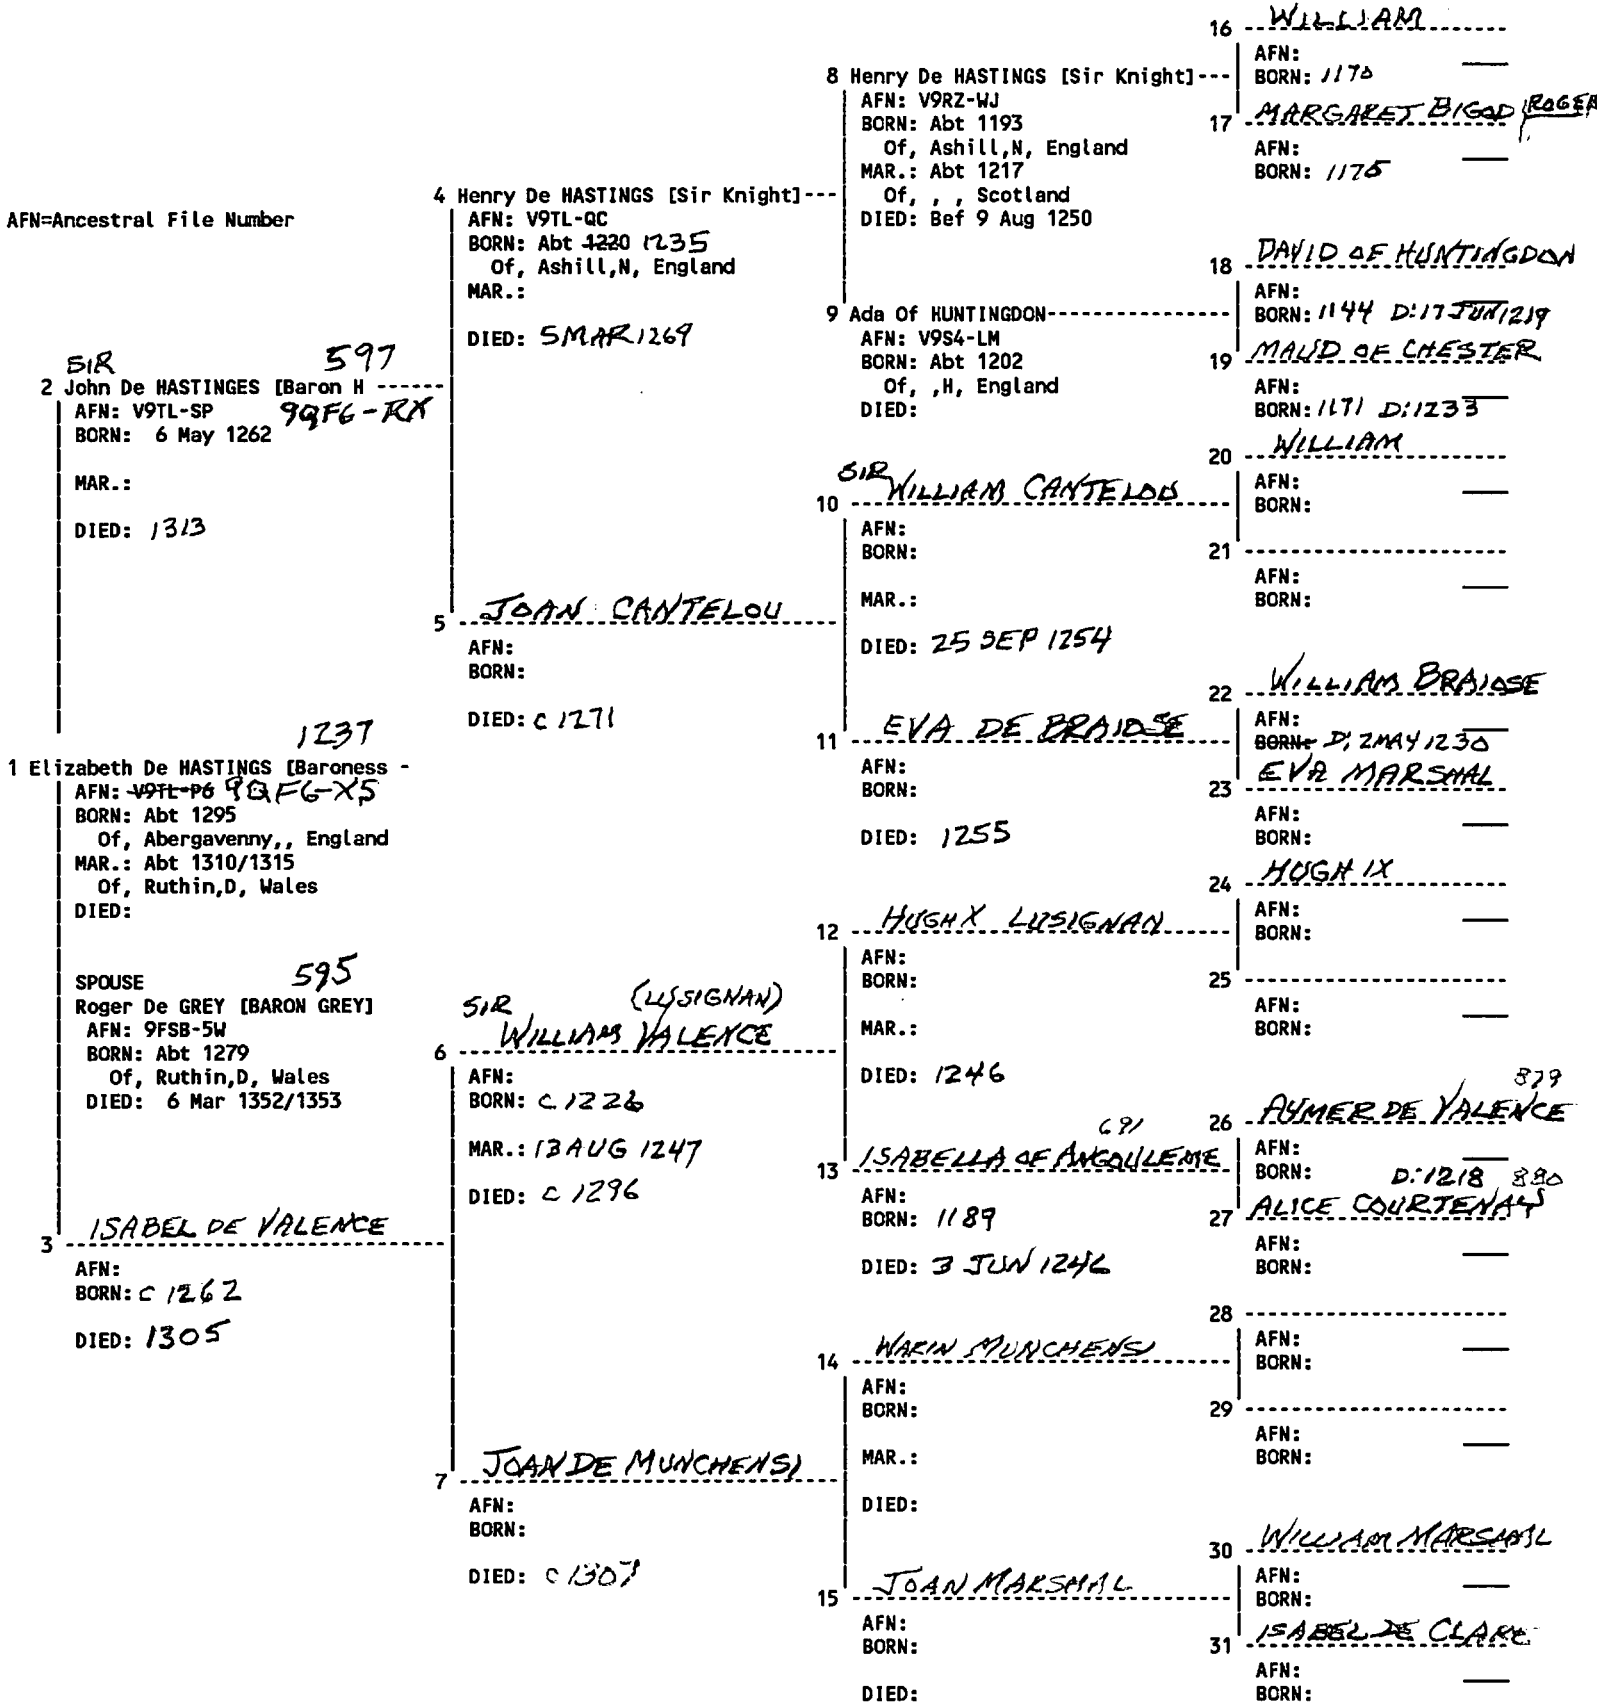 AFN=Ancestral File Number
1237
1 Elizabeth De HASTINGS [Baroness -
AFN: V9TL-P6 9QFG-X5
BORN: Abt 1295
Of, Abergavenny,, England
MAR.: Abt 1310/1315
Of, Ruthin,D, Wales
DIED:
SPOUSE 595
Roger De GREY [BARON GREY]
AFN: 9FSB-5W
BORN: Abt 1279
Of, Ruthin,D, Wales
DIED: 6 Mar 1352/1353
SIR 597
2 John De HASTINGES [Baron H ------
AFN: V9TL-SP 9QFG-RX
BORN: 6 May 1262
MAR.:
DIED: 1313
3 ISABEL DE VALENCE
AFN:
BORN: C 1262
DIED: 1305
4 Henry De HASTINGS [Sir Knight]---
AFN: V9TL-QC
BORN: Abt 1220 1235
Of, Ashill,N, England
MAR.:
DIED: 5 MAR 1269
5 JOAN CANTELOU
AFN:
BORN:
DIED: C 1271
SIR (LUSIGNAN)
6 WILLIAM VALENCE
AFN:
BORN: C. 1226
MAR.: 13 AUG 1247
DIED: C 1296
7 JOAN DE MUNCHENSI
AFN:
BORN:
DIED: C 1307
8 Henry De HASTINGS [Sir Knight]---
AFN: V9RZ-WJ
BORN: Abt 1193
Of, Ashill,N, England
MAR.: Abt 1217
Of, , , Scotland
DIED: Bef 9 Aug 1250
9 Ada Of HUNTINGDON--------------
AFN: V9S4-LM
BORN: Abt 1202
Of, ,H, England
DIED:
10 SIR WILLIAM CANTELOU
AFN:
BORN:
MAR.:
DIED: 25 SEP 1254
11 EVA DE BRAIOSE
AFN:
BORN:
DIED: 1255
12 HUGH X LUSIGNAN
AFN:
BORN:
MAR.:
DIED: 1246
691
13 ISABELLA OF ANGOULEME
AFN:
BORN: 1189
DIED: 3 JUN 1246
14 WARIN MUNCHENSI
AFN:
BORN:
MAR.:
DIED:
15 JOAN MARSHAL
AFN:
BORN:
DIED:
16 WILLIAM
AFN:
BORN: 1170
17 MARGARET BIGOD ROGER
AFN:
BORN: 1175
18 DAVID OF HUNTINGDON
AFN:
BORN: 1144 D: 17 JUN 1219
19 MAUD OF CHESTER
AFN:
BORN: 1171 D: 1233
20 WILLIAM
AFN:
BORN:
21
AFN:
BORN:
22 WILLIAM BRAIOSE
AFN:
BORN: D; 2 MAY 1230
23 EVA MARSHAL
AFN:
BORN:
24 HUGH IX
AFN:
BORN:
25
AFN:
BORN:
879
26 AYMER DE VALENCE
AFN:
BORN: D: 1218 880
27 ALICE COURTENAY
AFN:
BORN:
28
AFN:
BORN:
29
AFN:
BORN:
30 WILLIAM MARSHAL
AFN:
BORN:
31 ISABEL DE CLARE
AFN:
BORN: